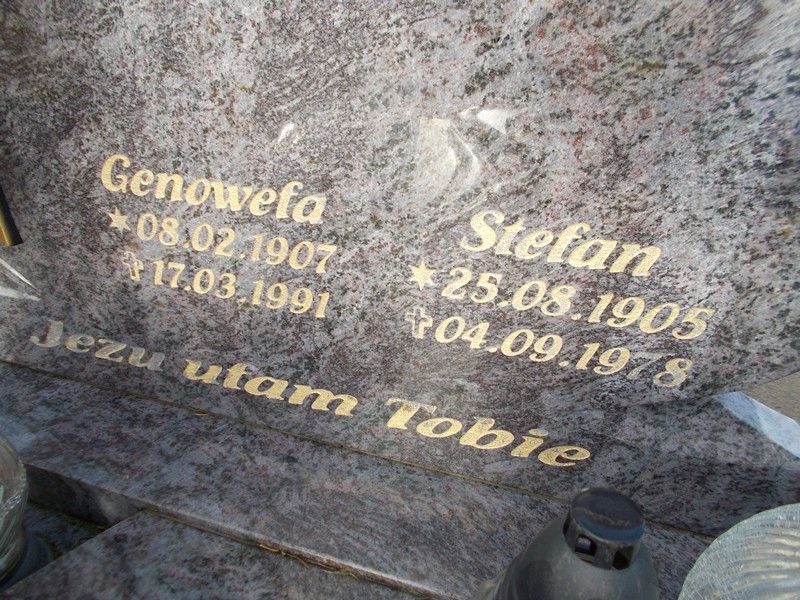 Genowefa
*08.02.1907
✝17.03.1991
Stefan
*25.08.1905
✝04.09.1978
Jezu ufam Tobie